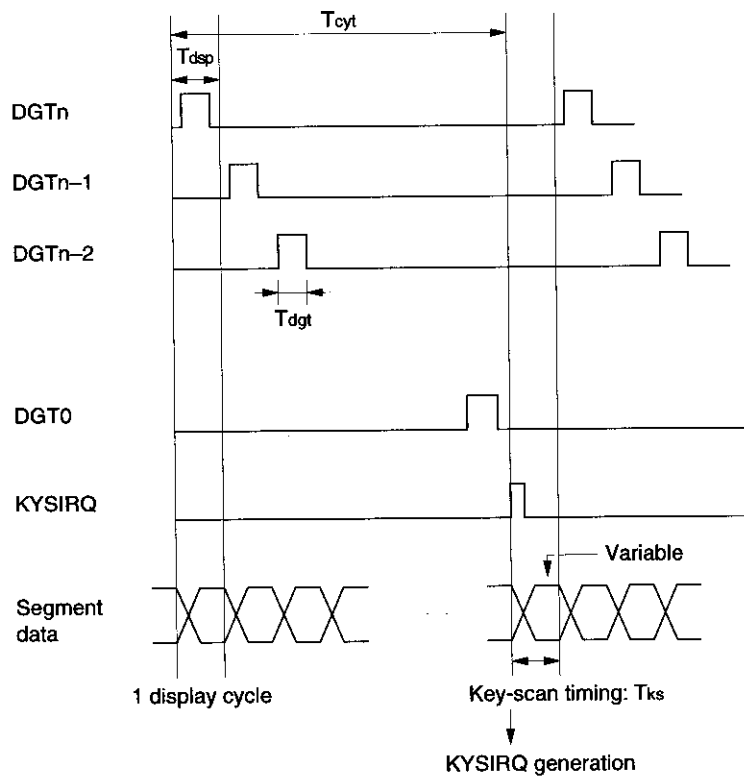 Tcyt
Tdsp
DGTn
DGTn–1
DGTn–2
Tdgt
DGT0
KYSIRQ
Variable
Segment
data
1 display cycle
Key-scan timing: Tks
KYSIRQ generation